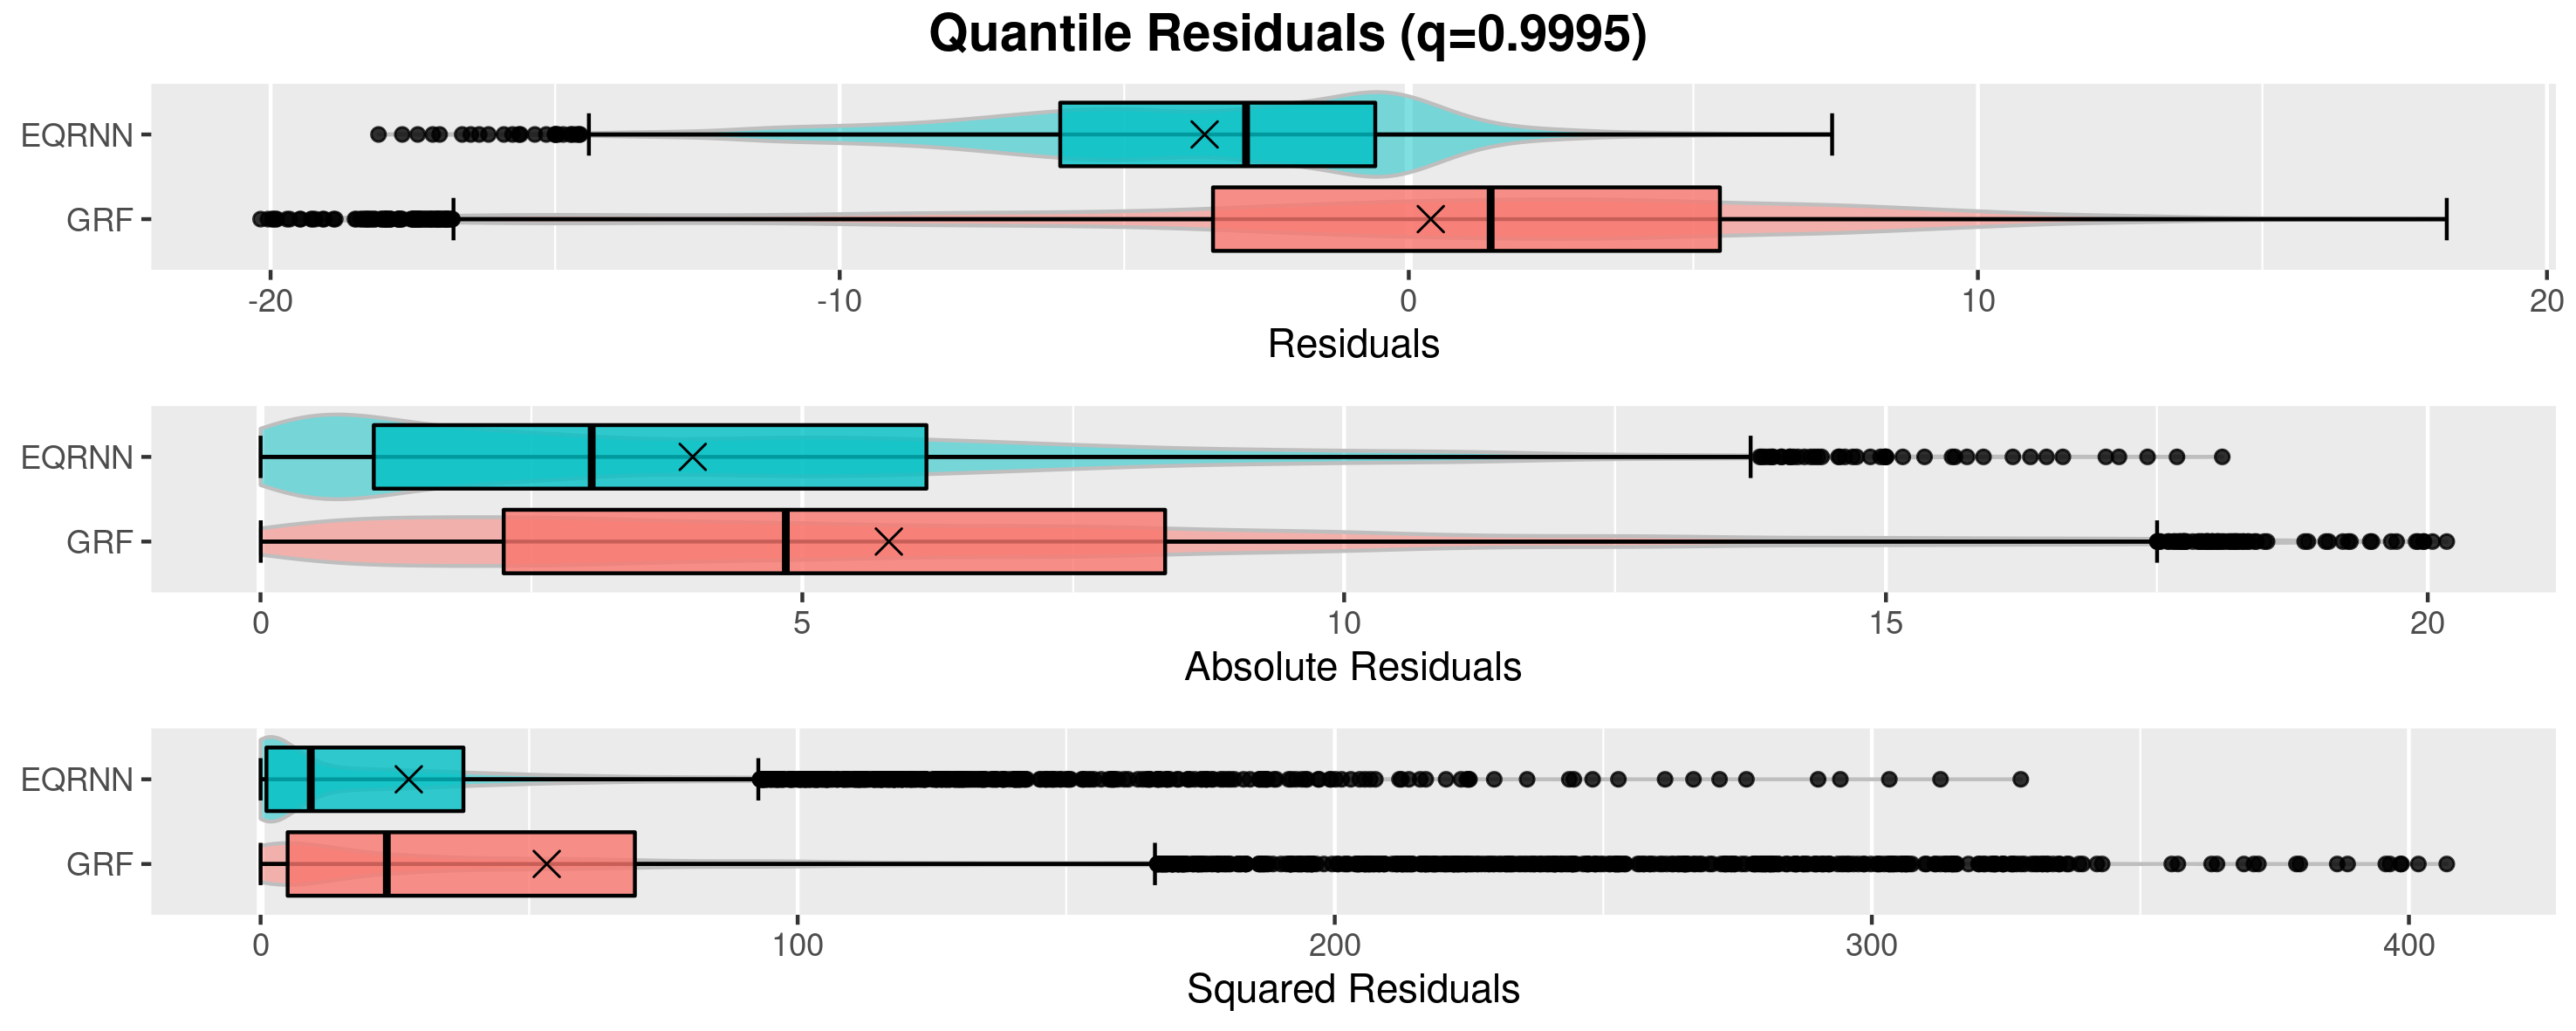 Quantile Residuals (q=0.9995)
EQRNN
GRF
-20 -10 0 10 20
Residuals
EQRNN
GRF
0 5 10 15 20
Absolute Residuals
EQRNN
GRF
0 100 200 300 400
Squared Residuals